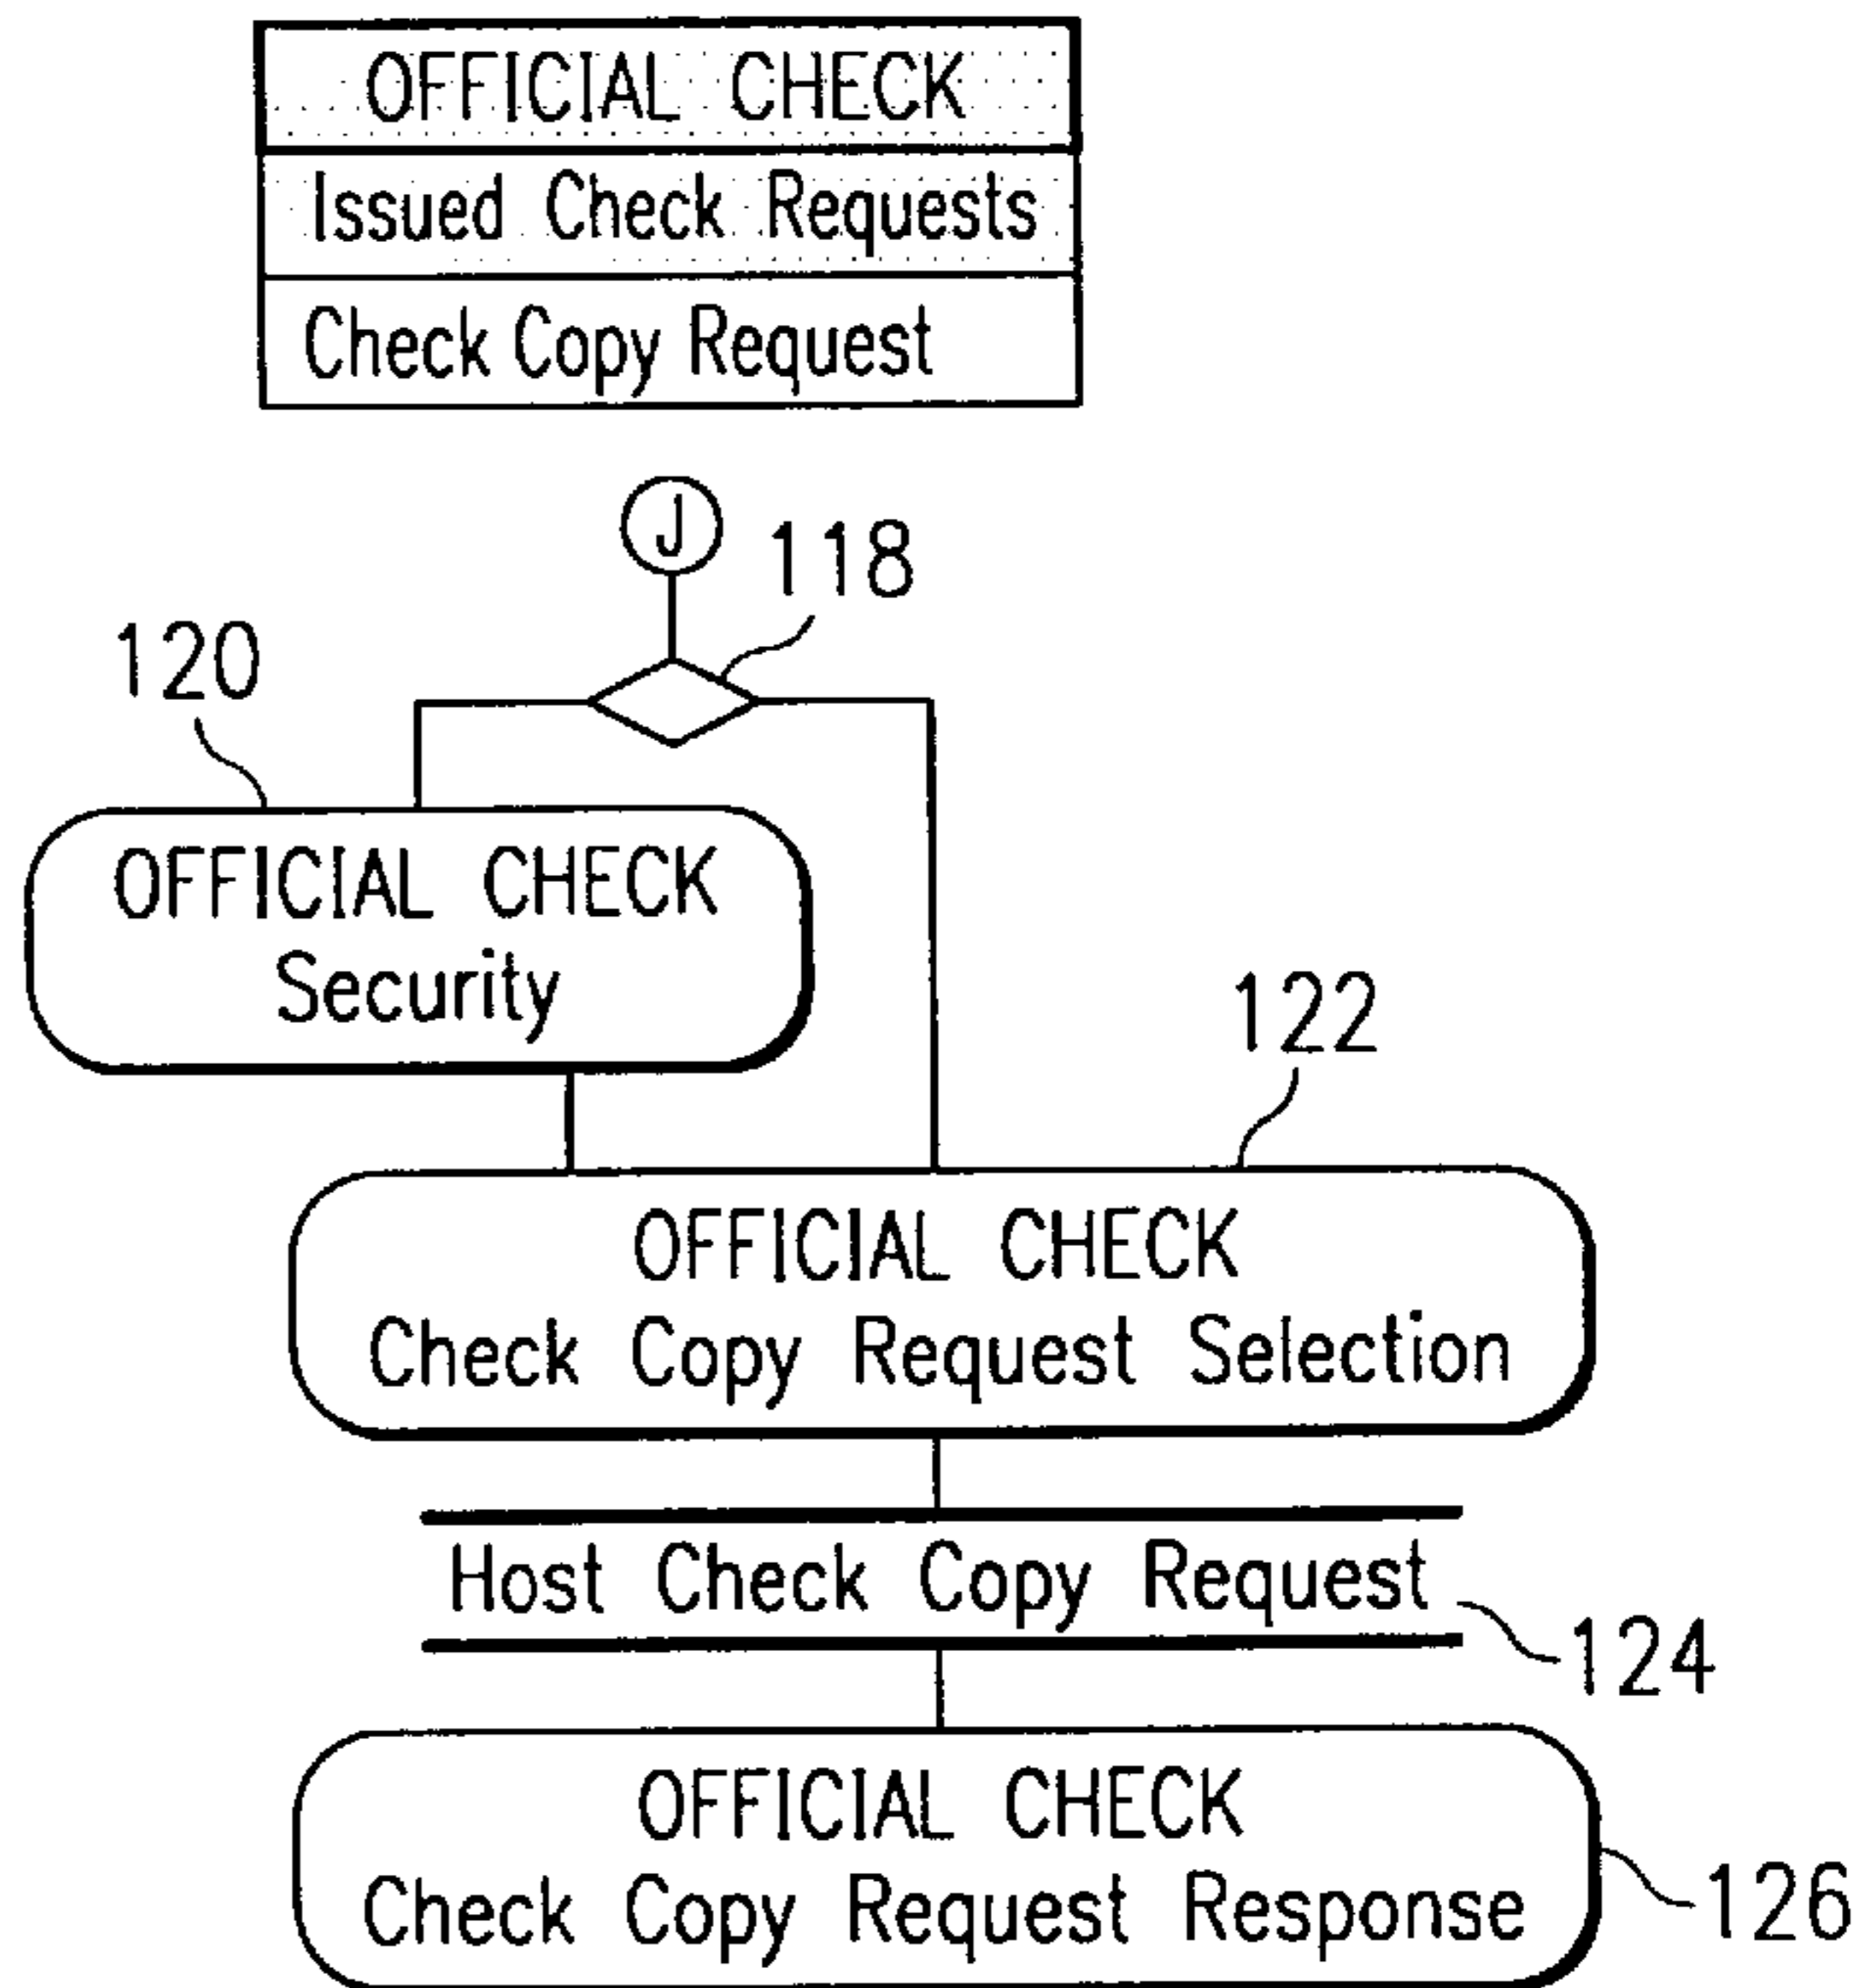 OFFICIAL CHECK
Issued Check Requests
Check Copy Request
J
118
120
OFFICIAL CHECK
Security
122
OFFICIAL CHECK
Check Copy Request Selection
Host Check Copy Request
124
OFFICIAL CHECK
Check Copy Request Response
126